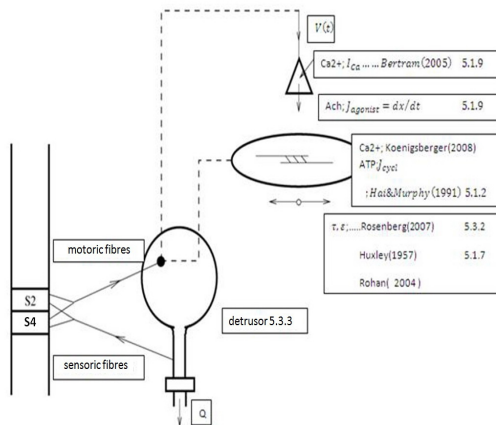 V(t)
Ca2+; I_Ca ..... Bertram(2005) 5.1.9
Ach; J_agonist = dx/dt 5.1.9
Ca2+; Koenigsberger(2008)
ATP:J_cycl
; Hai&Murphy(1991) 5.1.2
τ, ε;.....Rosenberg(2007) 5.3.2
Huxley(1957) 5.1.7
Rohan( 2004)
motoric fibres
S2
S4
detrusor 5.3.3
sensoric fibres
Q